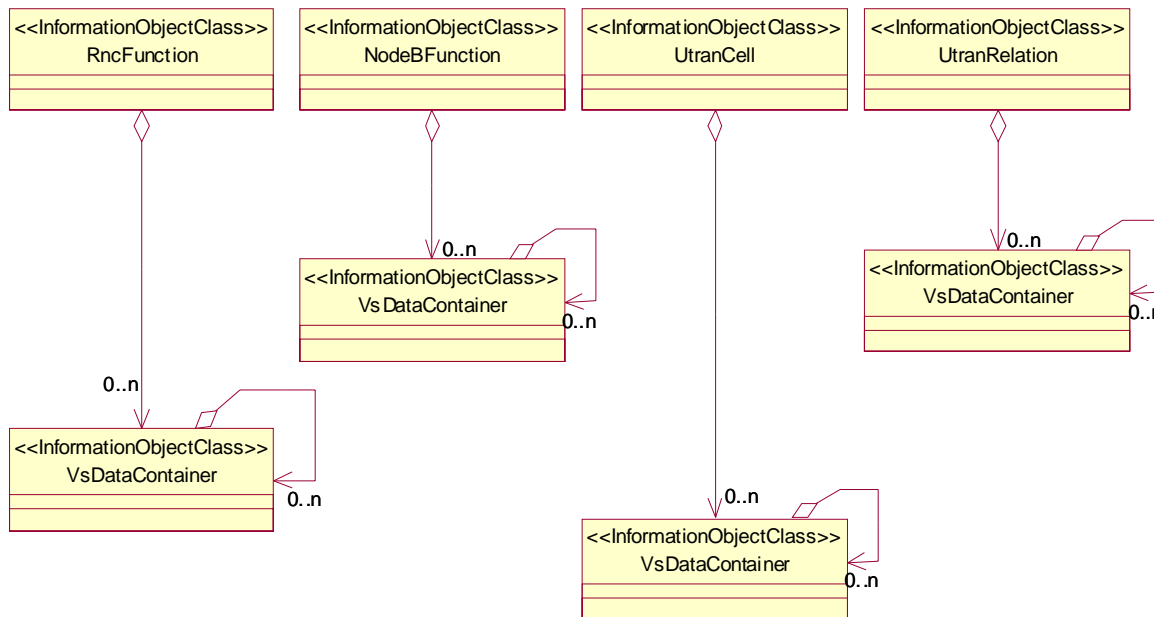 <<InformationObjectClass>>
RncFunction
<<InformationObjectClass>>
NodeBFunction
<<InformationObjectClass>>
UtranCell
<<InformationObjectClass>>
UtranRelation
0..n
<<InformationObjectClass>>
VsDataContainer
0..n
0..n
<<InformationObjectClass>>
VsDataContainer
0..n
0..n
<<InformationObjectClass>>
VsDataContainer
0..n
0..n
<<InformationObjectClass>>
VsDataContainer
0..n